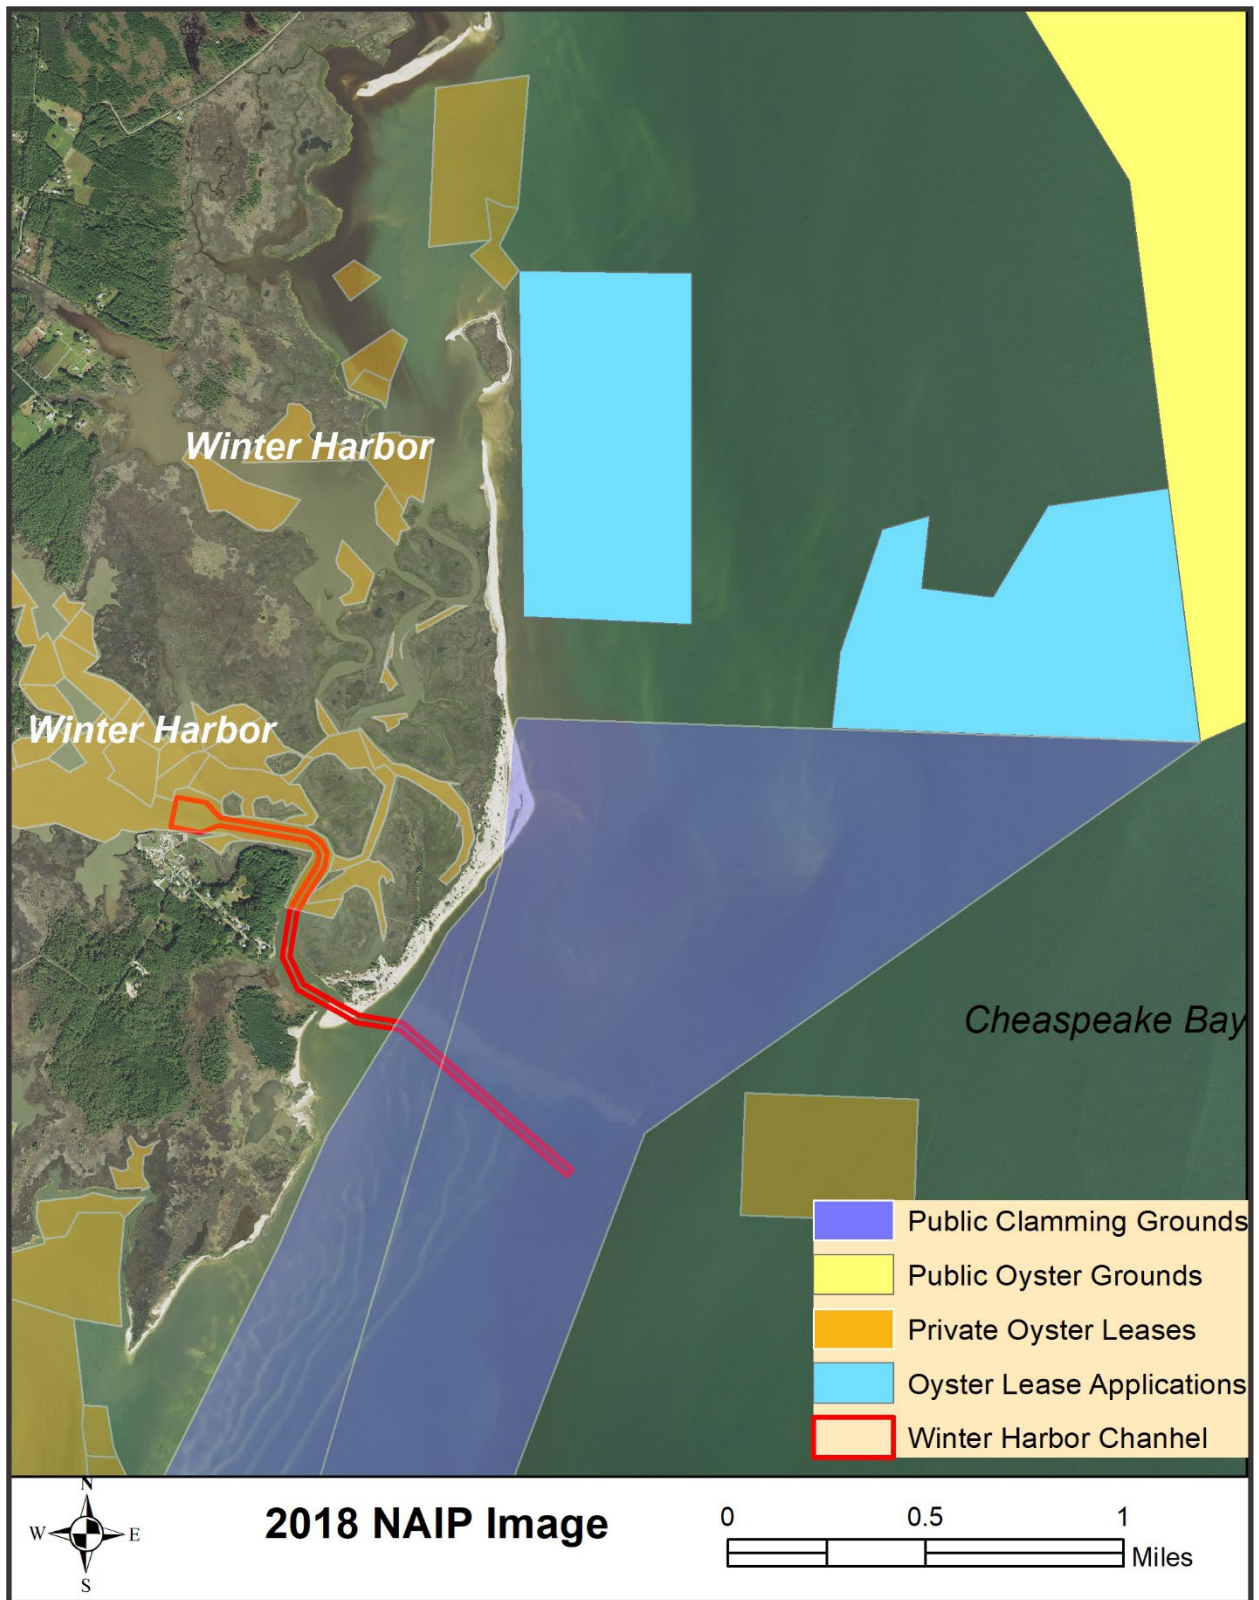 Winter Harbor
Winter Harbor
Cheaspeake Bay
Public Clamming Grounds
Public Oyster Grounds
Private Oyster Leases
Oyster Lease Applications
Winter Harbor Chanhel
N
W E
S
2018 NAIP Image
0 0.5 1
Miles